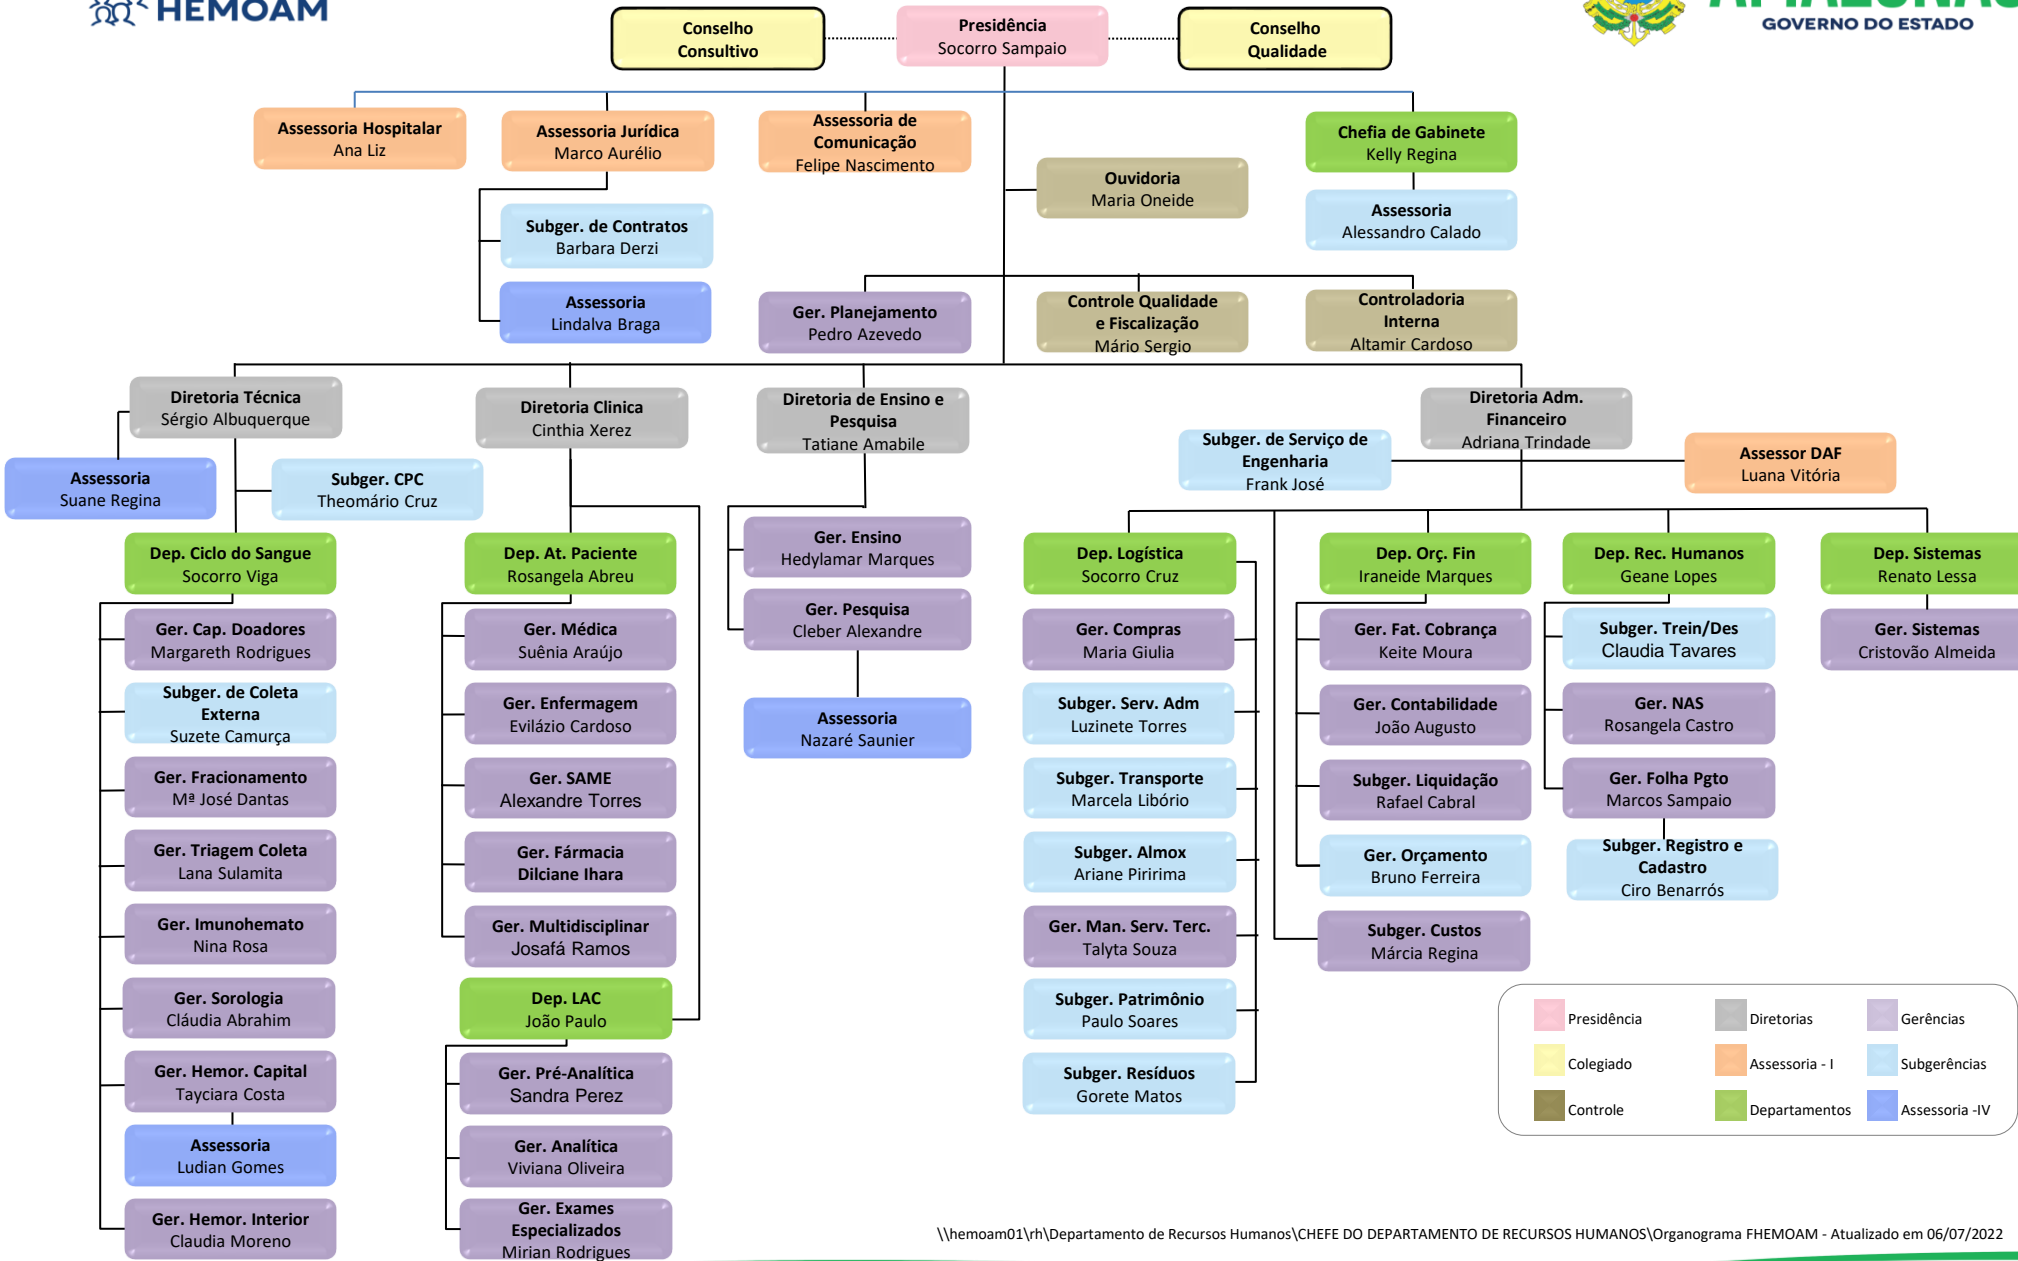 HEMOAM
AMAZONAS
GOVERNO DO ESTADO
Conselho
Consultivo
Presidência
Socorro Sampaio
Conselho
Qualidade
Assessoria Hospitalar
Ana Liz
Assessoria Jurídica
Marco Aurélio
Assessoria de
Comunicação
Felipe Nascimento
Chefia de Gabinete
Kelly Regina
Ouvidoria
Maria Oneide
Assessoria
Alessandro Calado
Subger. de Contratos
Barbara Derzi
Assessoria
Lindalva Braga
Ger. Planejamento
Pedro Azevedo
Controle Qualidade
e Fiscalização
Mário Sergio
Controladoria
Interna
Altamir Cardoso
Diretoria Técnica
Sérgio Albuquerque
Diretoria Clinica
Cinthia Xerez
Diretoria de Ensino e
Pesquisa
Tatiane Amabile
Diretoria Adm.
Financeiro
Adriana Trindade
Assessoria
Suane Regina
Subger. CPC
Theomário Cruz
Subger. de Serviço de
Engenharia
Frank José
Assessor DAF
Luana Vitória
Dep. Ciclo do Sangue
Socorro Viga
Ger. Cap. Doadores
Margareth Rodrigues
Subger. de Coleta
Externa
Suzete Camurça
Ger. Fracionamento
Mª José Dantas
Ger. Triagem Coleta
Lana Sulamita
Ger. Imunohemato
Nina Rosa
Ger. Sorologia
Cláudia Abrahim
Ger. Hemor. Capital
Tayciara Costa
Assessoria
Ludian Gomes
Ger. Hemor. Interior
Claudia Moreno
Dep. At. Paciente
Rosangela Abreu
Ger. Médica
Suênia Araújo
Ger. Enfermagem
Evilázio Cardoso
Ger. SAME
Alexandre Torres
Ger. Fármacia
Dilciane Ihara
Ger. Multidisciplinar
Josafá Ramos
Dep. LAC
João Paulo
Ger. Pré-Analítica
Sandra Perez
Ger. Analítica
Viviana Oliveira
Ger. Exames
Especializados
Mirian Rodrigues
Ger. Ensino
Hedylamar Marques
Ger. Pesquisa
Cleber Alexandre
Assessoria
Nazaré Saunier
Dep. Logística
Socorro Cruz
Ger. Compras
Maria Giulia
Subger. Serv. Adm
Luzinete Torres
Subger. Transporte
Marcela Libório
Subger. Almox
Ariane Piririma
Ger. Man. Serv. Terc.
Talyta Souza
Subger. Patrimônio
Paulo Soares
Subger. Resíduos
Gorete Matos
Dep. Orç. Fin
Iraneide Marques
Ger. Fat. Cobrança
Keite Moura
Ger. Contabilidade
João Augusto
Subger. Liquidação
Rafael Cabral
Ger. Orçamento
Bruno Ferreira
Subger. Custos
Márcia Regina
Dep. Rec. Humanos
Geane Lopes
Subger. Trein/Des
Claudia Tavares
Ger. NAS
Rosangela Castro
Ger. Folha Pgto
Marcos Sampaio
Subger. Registro e
Cadastro
Ciro Benarrós
Dep. Sistemas
Renato Lessa
Ger. Sistemas
Cristovão Almeida
Presidência
Diretorias
Gerências
Colegiado
Assessoria - I
Subgerências
Controle
Departamentos
Assessoria -IV
\\hemoam01\rh\Departamento de Recursos Humanos\CHEFE DO DEPARTAMENTO DE RECURSOS HUMANOS\Organograma FHEMOAM - Atualizado em 06/07/2022